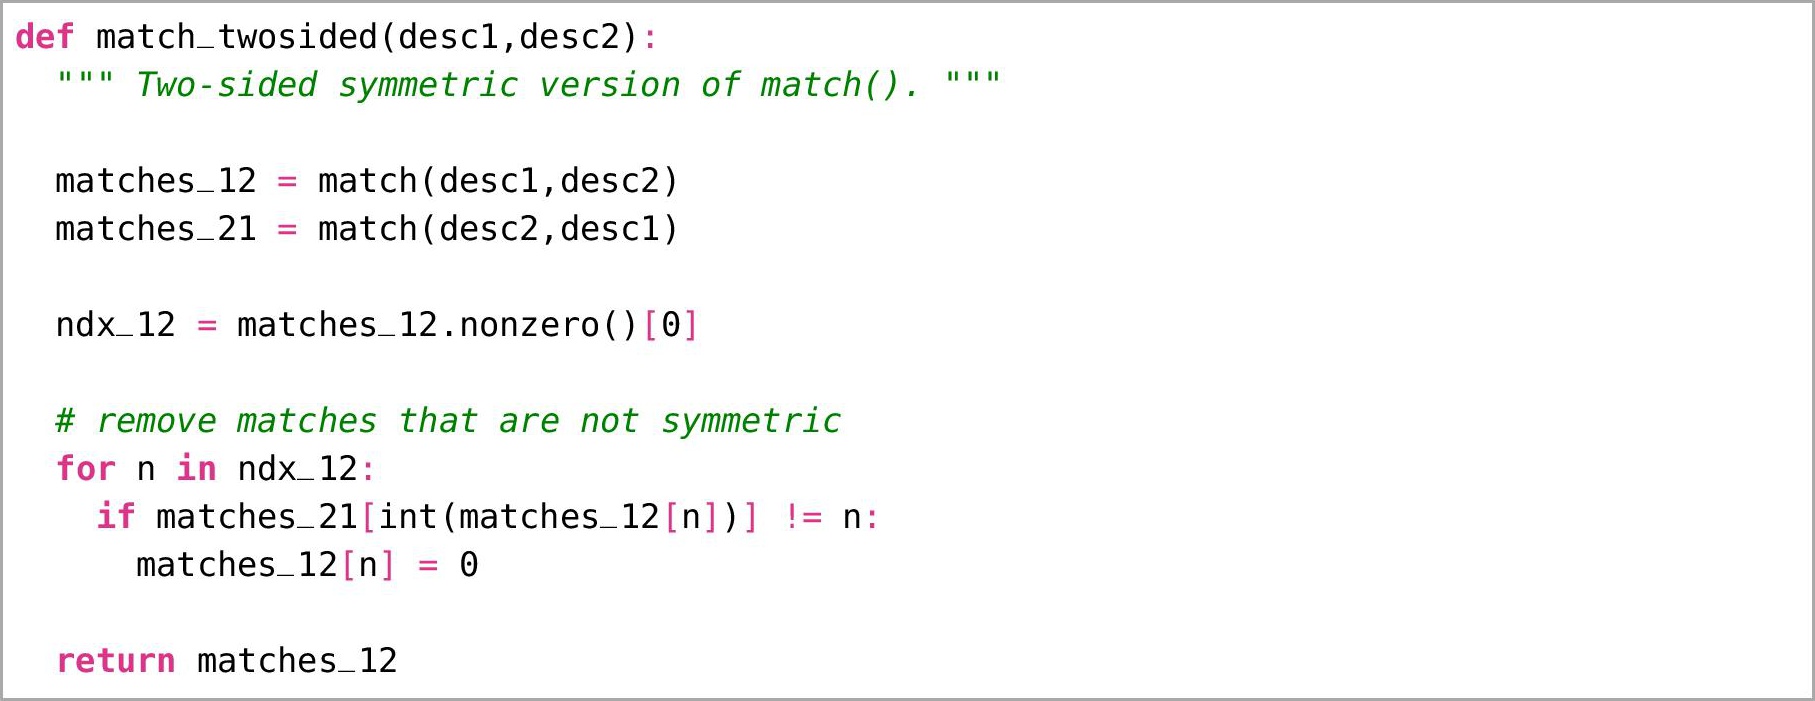 def match_twosided(desc1,desc2):
  """ Two-sided symmetric version of match(). """

  matches_12 = match(desc1,desc2)
  matches_21 = match(desc2,desc1)

  ndx_12 = matches_12.nonzero()[0]

  # remove matches that are not symmetric
  for n in ndx_12:
    if matches_21[int(matches_12[n])] != n:
      matches_12[n] = 0

  return matches_12